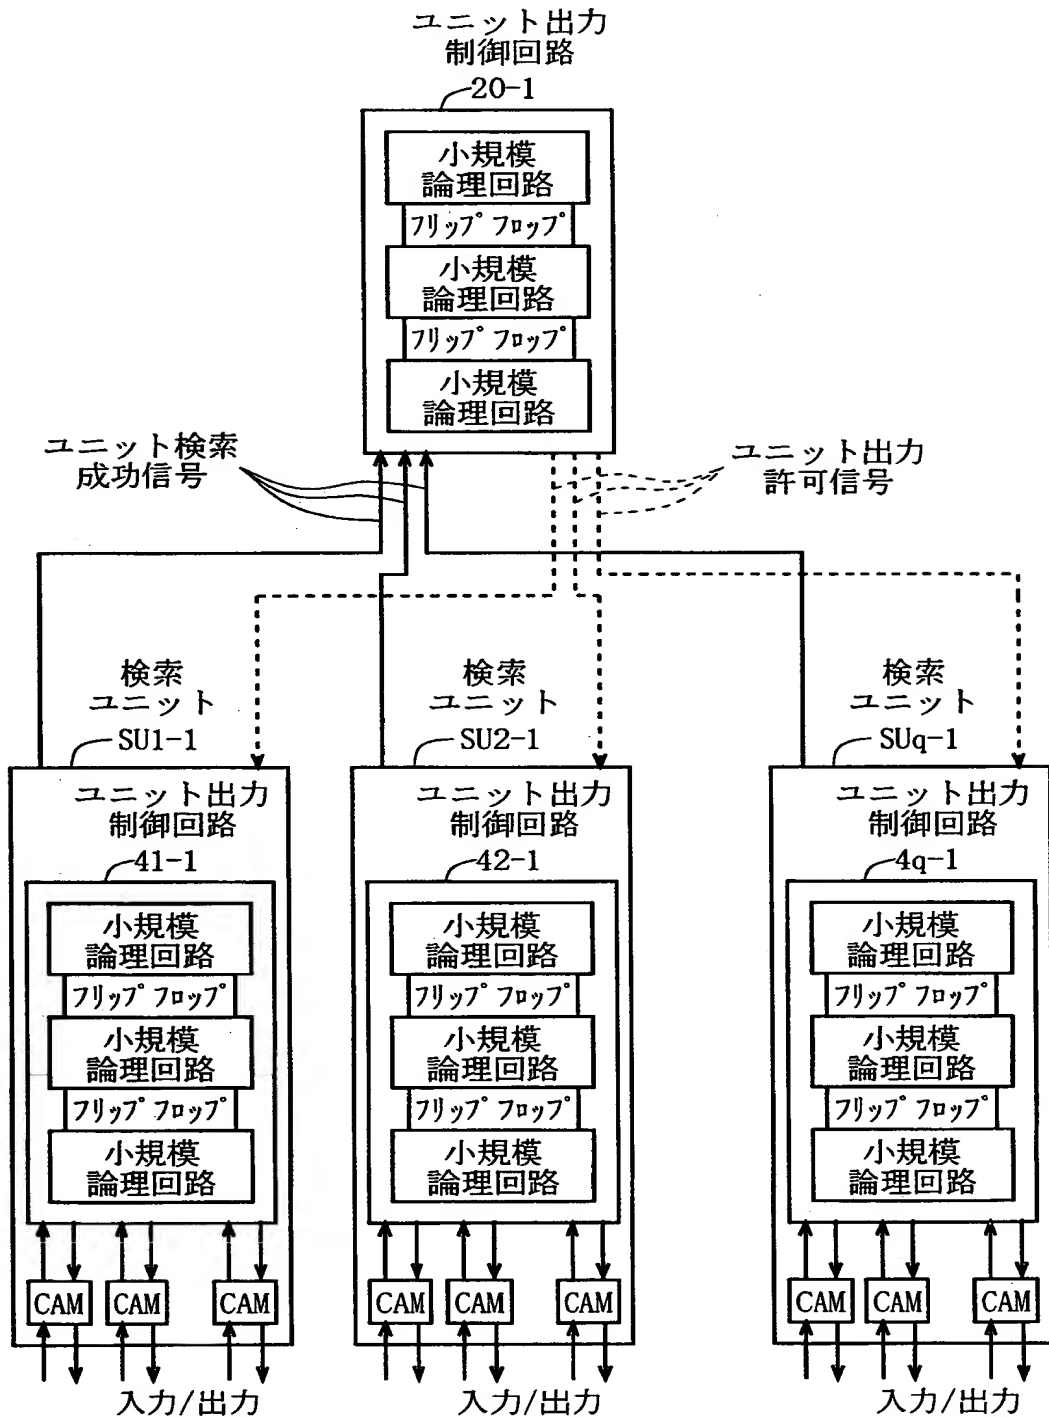 ユニット出力
制御回路
20-1
小規模
論理回路
フリップフロップ
小規模
論理回路
フリップフロップ
小規模
論理回路
ユニット検索
成功信号
ユニット出力
許可信号
検索
ユニット
SU1-1
検索
ユニット
SU2-1
検索
ユニット
SUq-1
ユニット出力
制御回路
41-1
小規模
論理回路
フリップフロップ
小規模
論理回路
フリップフロップ
小規模
論理回路
CAM
CAM
CAM
入力/出力
ユニット出力
制御回路
42-1
小規模
論理回路
フリップフロップ
小規模
論理回路
フリップフロップ
小規模
論理回路
CAM
CAM
CAM
入力/出力
ユニット出力
制御回路
4q-1
小規模
論理回路
フリップフロップ
小規模
論理回路
フリップフロップ
小規模
論理回路
CAM
CAM
CAM
入力/出力